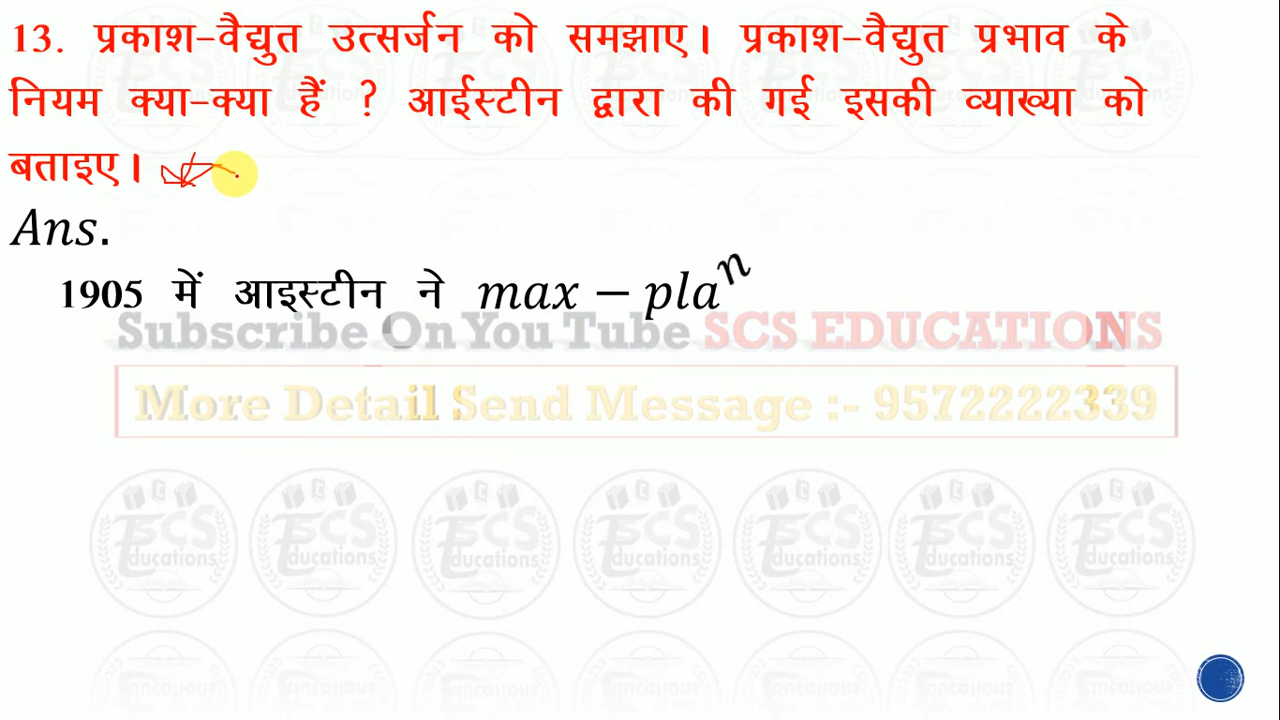 13. प्रकाश-वैद्युत उत्सर्जन को समझाए। प्रकाश-वैद्युत प्रभाव के
नियम क्या-क्या हैं ? आईस्टीन द्वारा की गई इसकी व्याख्या को
बताइए।
Ans.
1905 में आइस्टीन ने max - plan
Subscribe On You Tube SCS EDUCATIONS
More Detail Send Message :- 9572222339